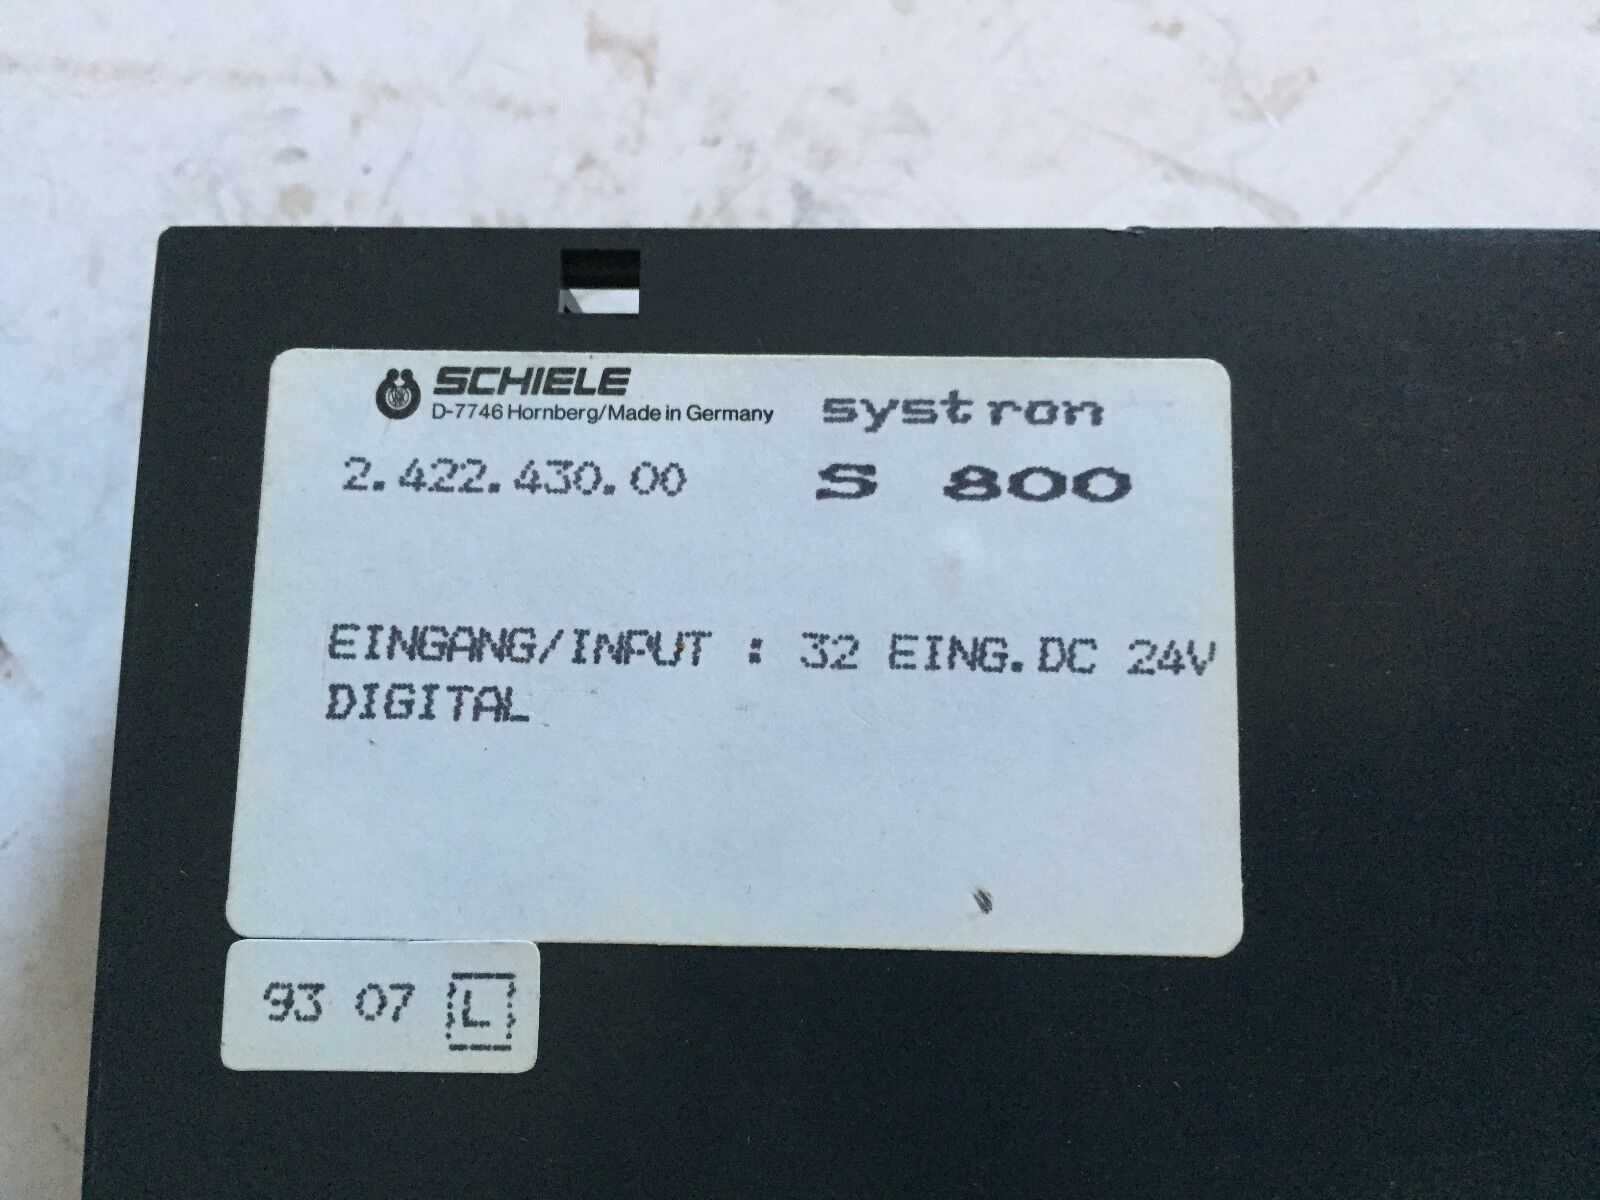 SCHIELE
D-7746 Hornberg/Made in Germany
systron
2.422.430.00
S 800
EINGANG/INPUT : 32 EING.DC 24V
DIGITAL
93 07 L